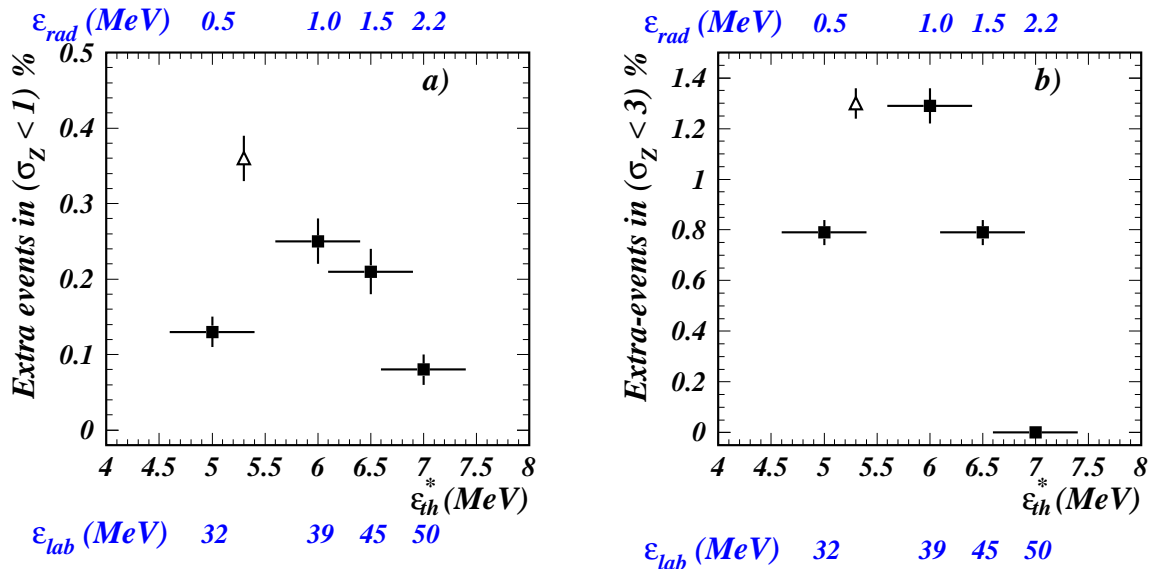 ε_rad (MeV) 0.5 1.0 1.5 2.2
Extra events in (σ_Z < 1) %
a)
0.5
0.4
0.3
0.2
0.1
0
4 4.5 5 5.5 6 6.5 7 7.5 8
ε*_th (MeV)
ε_lab (MeV) 32 39 45 50
ε_rad (MeV) 0.5 1.0 1.5 2.2
Extra-events in (σ_Z < 3) %
b)
1.4
1.2
1
0.8
0.6
0.4
0.2
0
4 4.5 5 5.5 6 6.5 7 7.5 8
ε*_th (MeV)
ε_lab (MeV) 32 39 45 50